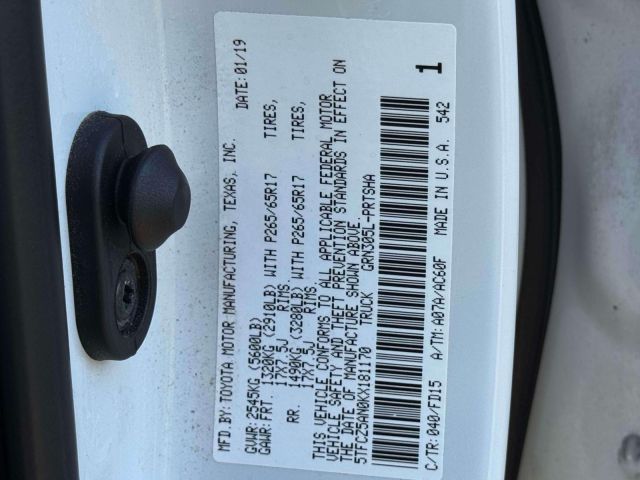 MFD.BY: TOYOTA MOTOR MANUFACTURING, TEXAS, INC. DATE: 01/19
GVWR: 2545KG (5600LB)
GAWR: FRT. 1320KG (2910LB) WITH P265/65R17 TIRES,
17X7.5J RIMS
RR. 1490KG (3280LB) WITH P265/65R17 TIRES,
17X7.5J RIMS
THIS VEHICLE CONFORMS TO ALL APPLICABLE FEDERAL MOTOR
VEHICLE SAFETY AND THEFT PREVENTION STANDARDS IN EFFECT ON
THE DATE OF MANUFACTURE SHOWN ABOVE.
5TFCZ5AN0KX181170 TRUCK GRN305L-PRTSHA
C/TR: 040/FD15 A/TM: A07A/AC60F MADE IN U.S.A. 542
1